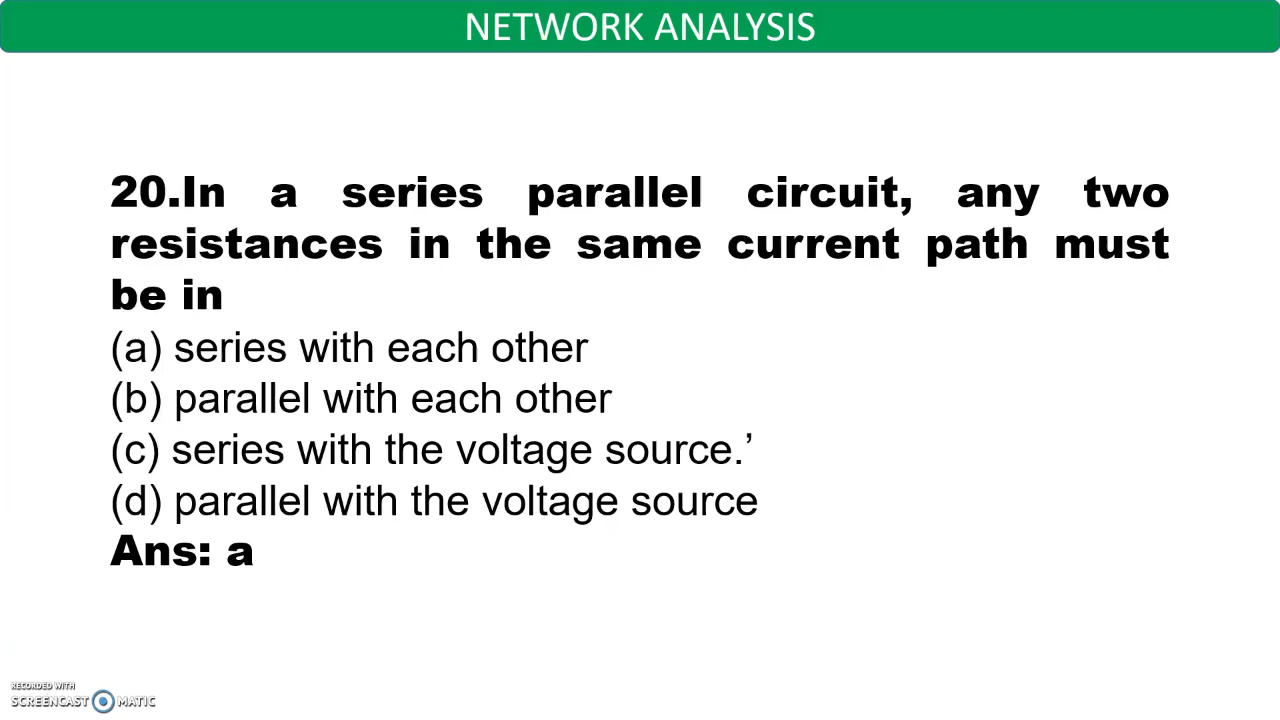 NETWORK ANALYSIS
20.In a series parallel circuit, any two
resistances in the same current path must
be in
(a) series with each other
(b) parallel with each other
(c) series with the voltage source.’
(d) parallel with the voltage source
Ans: a
RECORDED WITH
SCREENCAST MATIC